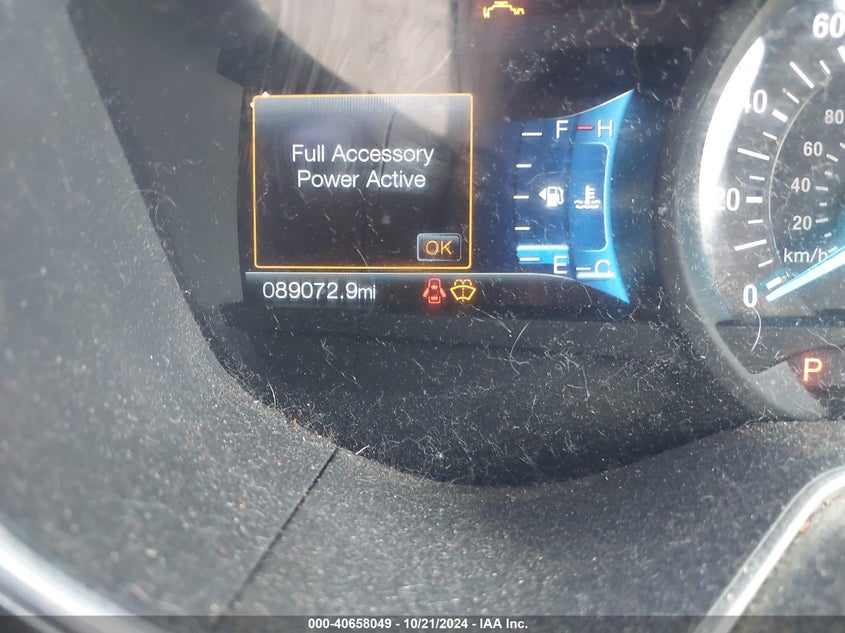 Full Accessory
Power Active
OK
089072.9mi
F H
E C
60
40
20
0
80
60
40
20
km/h
P
000-40658049 - 10/21/2024 - IAA Inc.